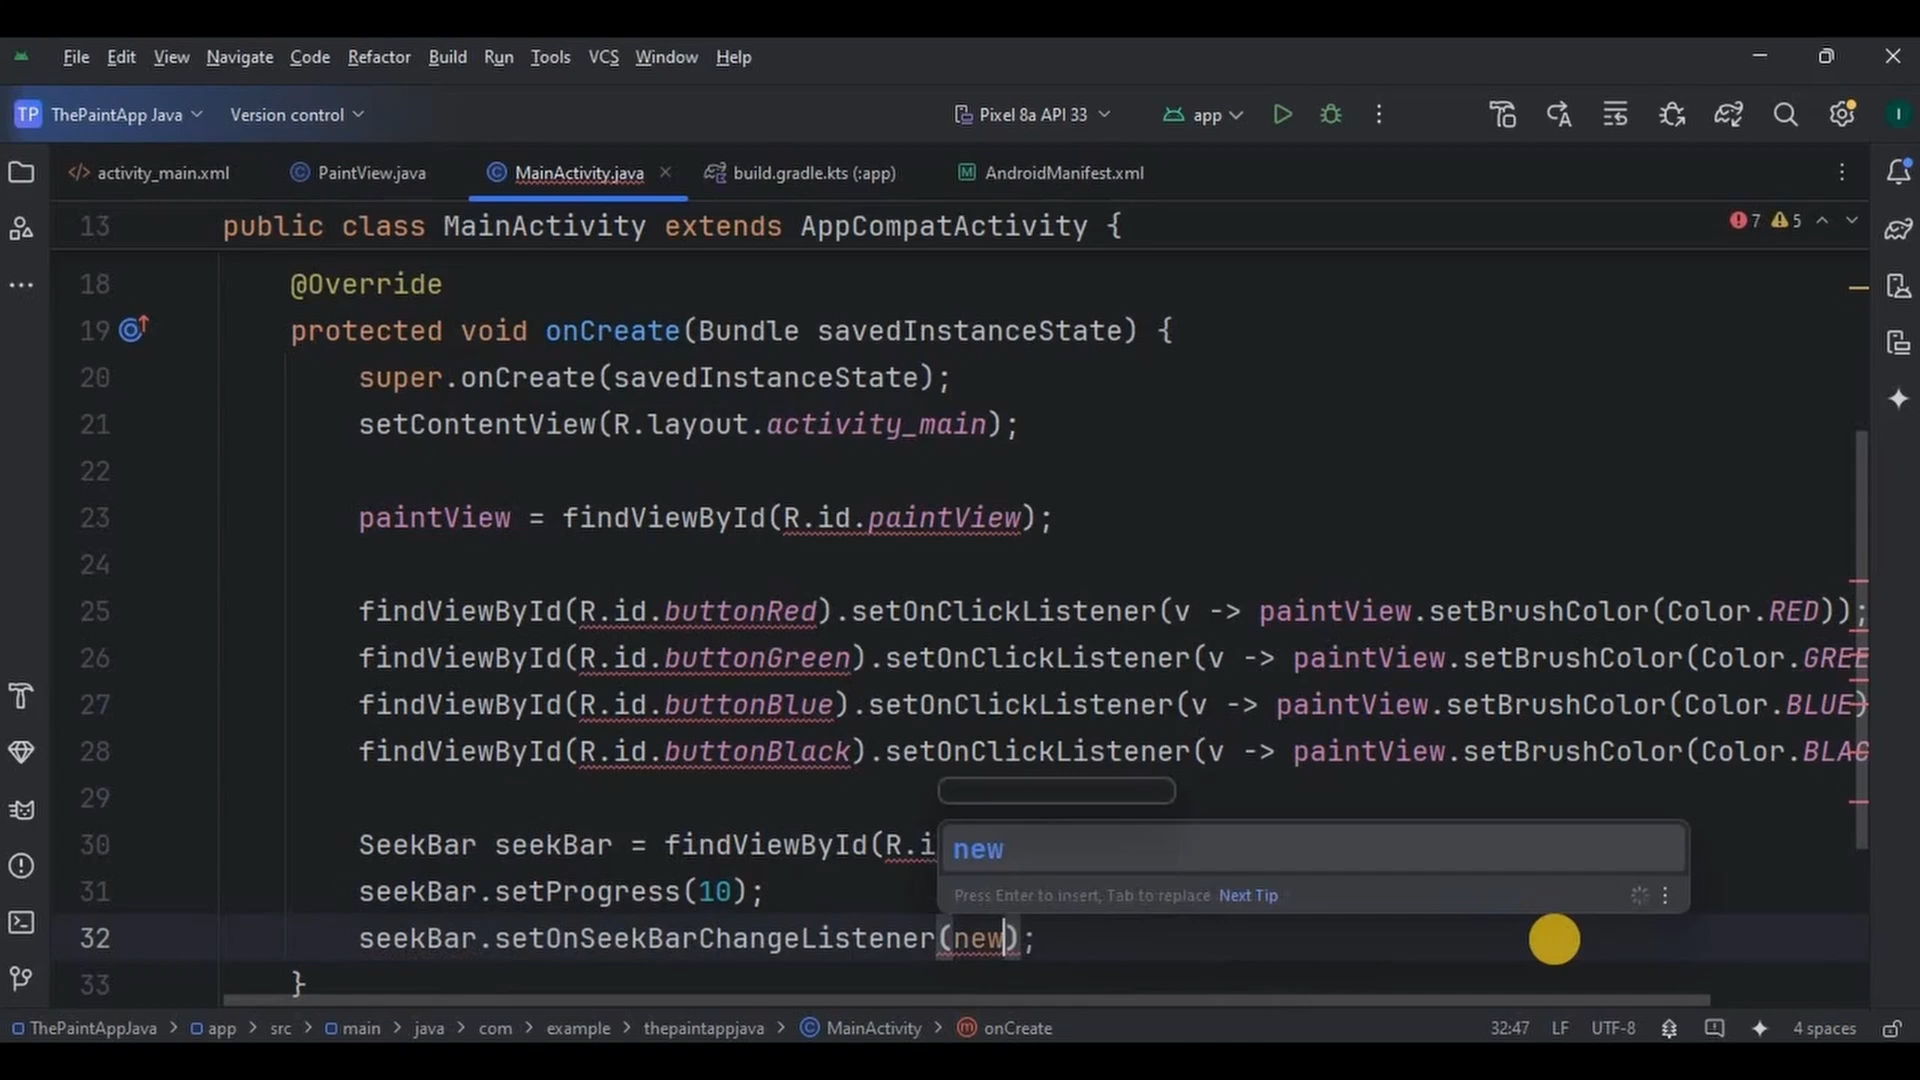 File Edit View Navigate Code Refactor Build Run Tools VCS Window Help
TP ThePaintApp Java Version control Pixel 8a API 33 app I
activity_main.xml PaintView.java MainActivity.java build.gradle.kts (:app) AndroidManifest.xml
13 public class MainActivity extends AppCompatActivity { 7 5
18 @Override
19 protected void onCreate(Bundle savedInstanceState) {
20 super.onCreate(savedInstanceState);
21 setContentView(R.layout.activity_main);
22
23 paintView = findViewById(R.id.paintView);
24
25 findViewById(R.id.buttonRed).setOnClickListener(v -> paintView.setBrushColor(Color.RED));
26 findViewById(R.id.buttonGreen).setOnClickListener(v -> paintView.setBrushColor(Color.GREE
27 findViewById(R.id.buttonBlue).setOnClickListener(v -> paintView.setBrushColor(Color.BLUE)
28 findViewById(R.id.buttonBlack).setOnClickListener(v -> paintView.setBrushColor(Color.BLAC
29
30 SeekBar seekBar = findViewById(R.i
new
31 seekBar.setProgress(10);
Press Enter to insert, Tab to replace Next Tip
32 seekBar.setOnSeekBarChangeListener(new);
33 }
ThePaintAppJava > app > src > main > java > com > example > thepaintappjava > MainActivity > onCreate 32:47 LF UTF-8 4 spaces